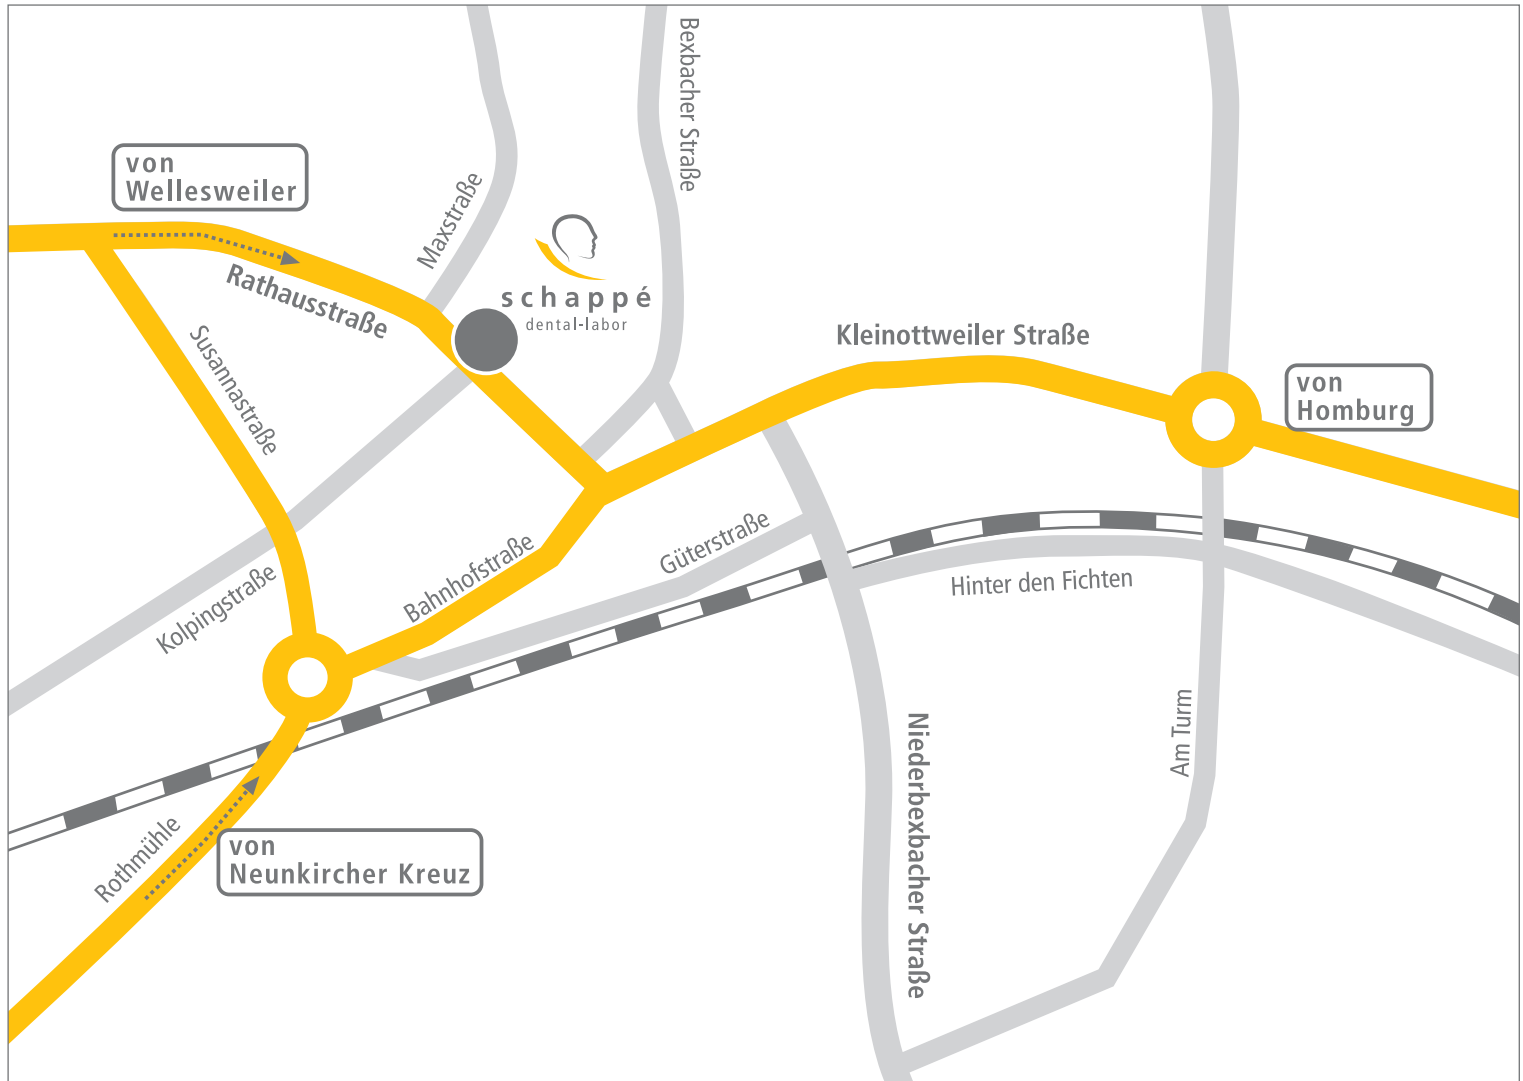 Bexbacher Straße
von
Wellesweiler
Maxstraße
Rathausstraße
schappé
dental-labor
Susannastraße
Kleinottweiler Straße
von
Homburg
Güterstraße
Bahnhofstraße
Kolpingstraße
Hinter den Fichten
Am Turm
Niederbexbacher Straße
Rothmühle
von
Neunkircher Kreuz